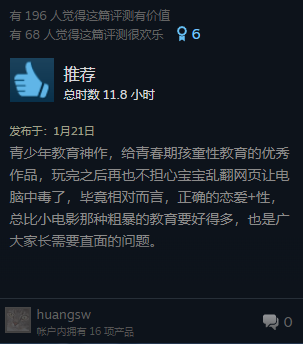 有 196 人觉得这篇评测有价值
有 68 人觉得这篇评测很欢乐 6
推荐
总时数 11.8 小时
发布于：1月21日
青少年教育神作，给青春期孩童性教育的优秀
作品，玩完之后再也不担心宝宝乱翻网页让电
脑中毒了，毕竟相对而言，正确的恋爱+性，
总比小电影那种粗暴的教育要好得多，也是广
大家长需要直面的问题。
huangsw 0
帐户内拥有 16 项产品